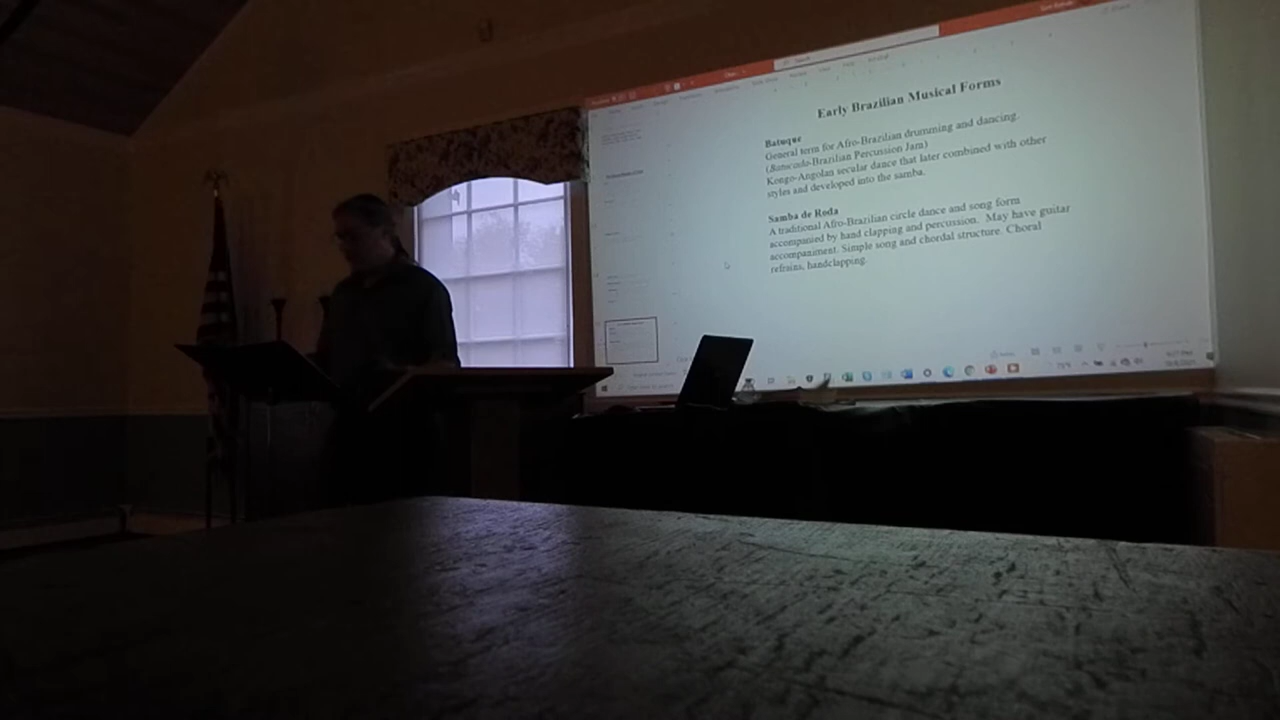 Early Brazilian Musical Forms
Batuque
General term for Afro-Brazilian drumming and dancing.
(Batucada-Brazilian Percussion Jam)
Kongo-Angolan secular dance that later combined with other
styles and developed into the samba.
Samba de Roda
A traditional Afro-Brazilian circle dance and song form
accompanied by hand clapping and percussion. May have guitar
accompaniment. Simple song and chordal structure. Choral
refrains, handclapping.